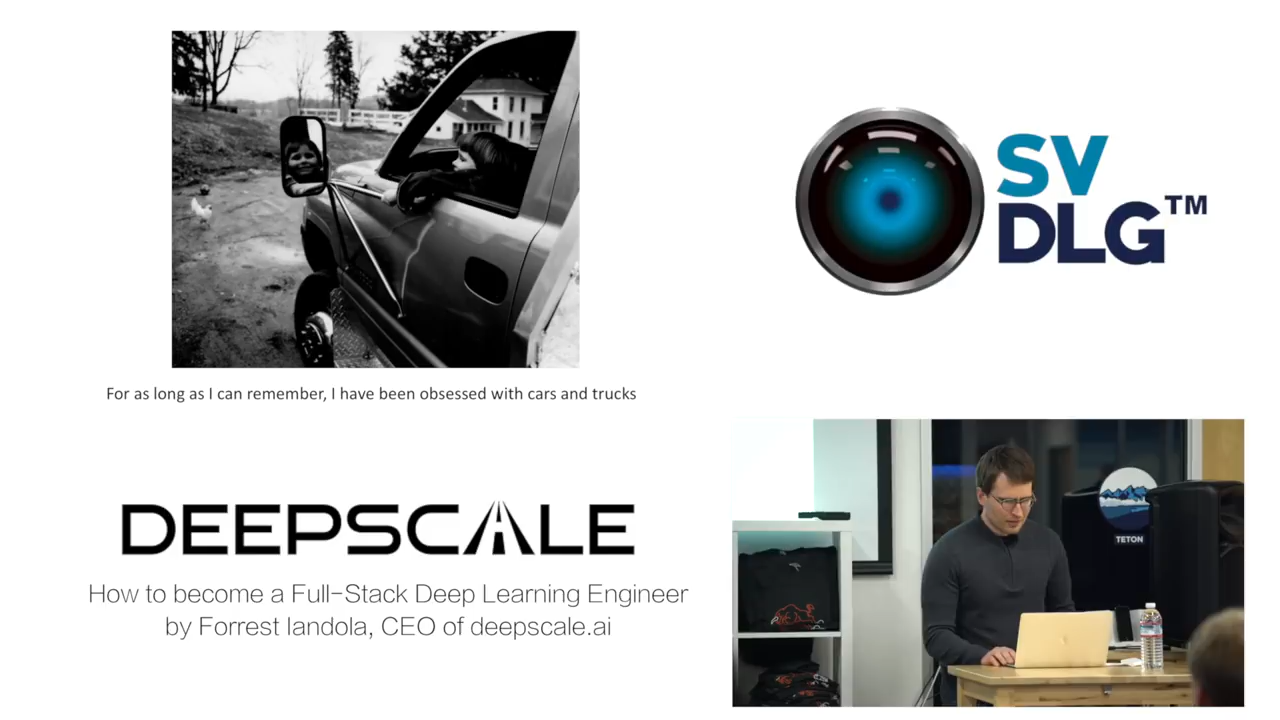 SV
DLG™
For as long as I can remember, I have been obsessed with cars and trucks
DEEPSCALE
How to become a Full-Stack Deep Learning Engineer
by Forrest Iandola, CEO of deepscale.ai
TETON